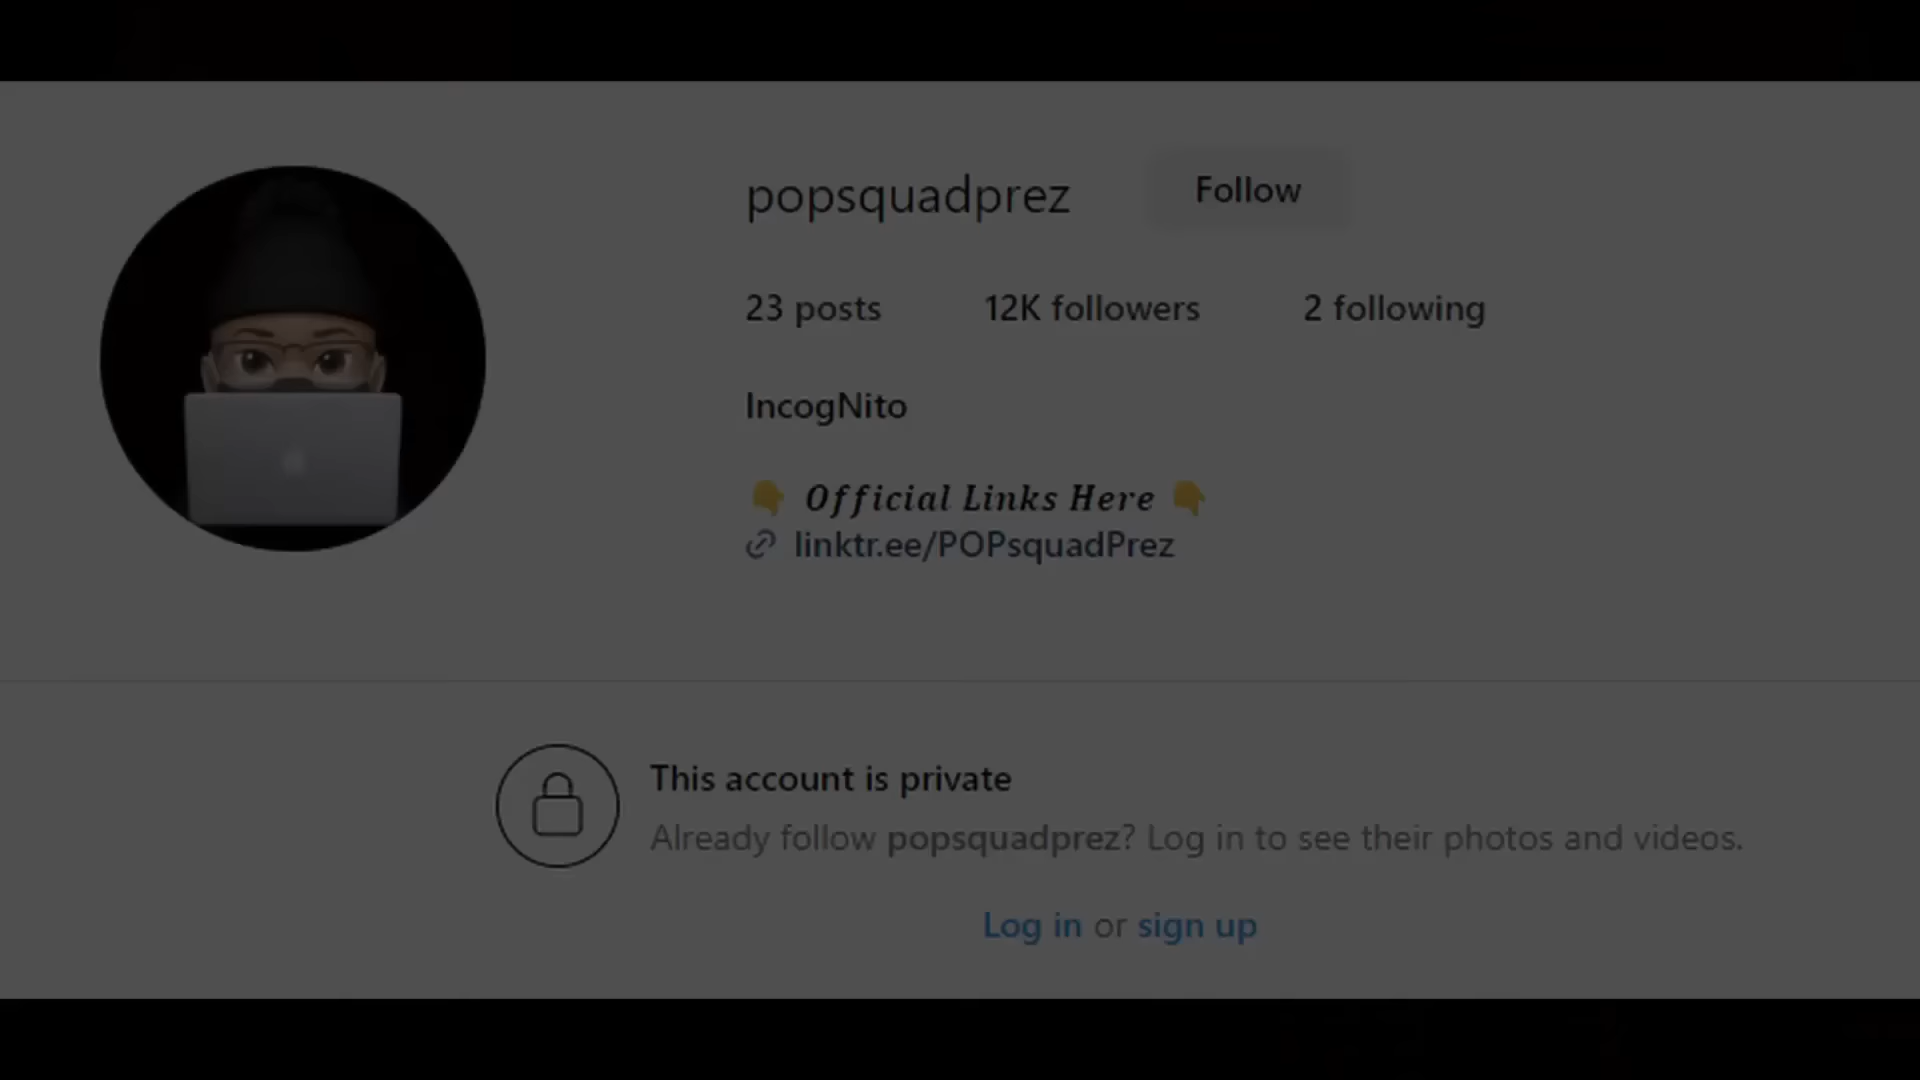 popsquadprez Follow
23 posts 12K followers 2 following
IncogNito
👇 Official Links Here 👇
linktr.ee/POPsquadPrez
This account is private
Already follow popsquadprez? Log in to see their photos and videos.
Log in or sign up